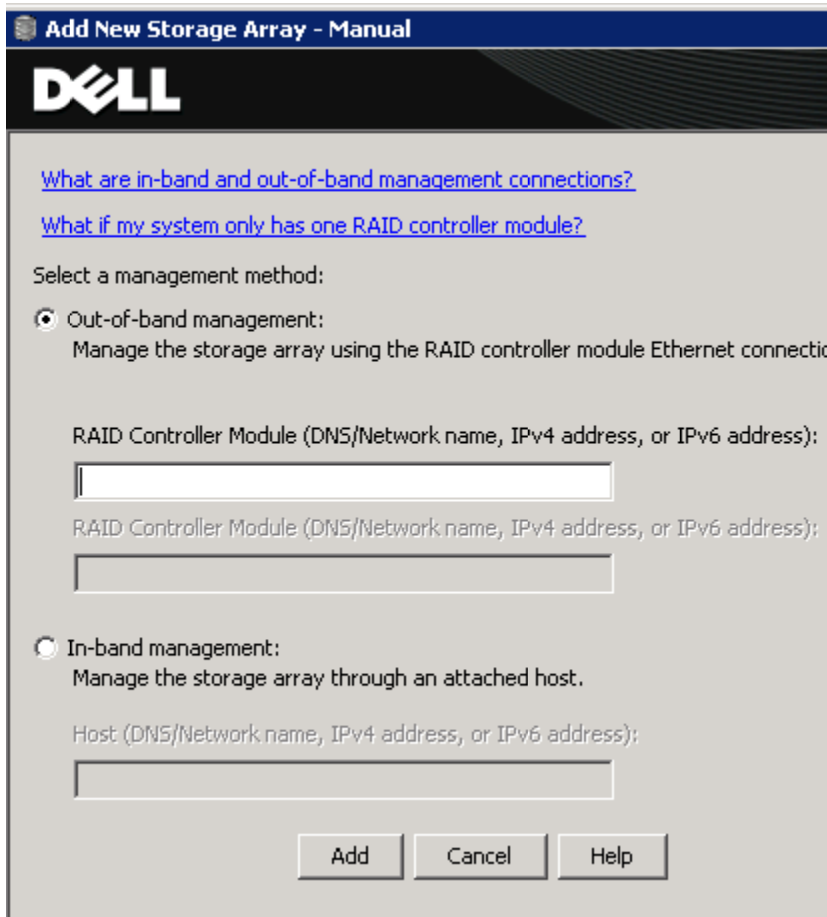 Add New Storage Array - Manual
DELL
What are in-band and out-of-band management connections?
What if my system only has one RAID controller module?
Select a management method:
Out-of-band management:
Manage the storage array using the RAID controller module Ethernet connectio
RAID Controller Module (DNS/Network name, IPv4 address, or IPv6 address):
RAID Controller Module (DNS/Network name, IPv4 address, or IPv6 address):
In-band management:
Manage the storage array through an attached host.
Host (DNS/Network name, IPv4 address, or IPv6 address):
Add Cancel Help